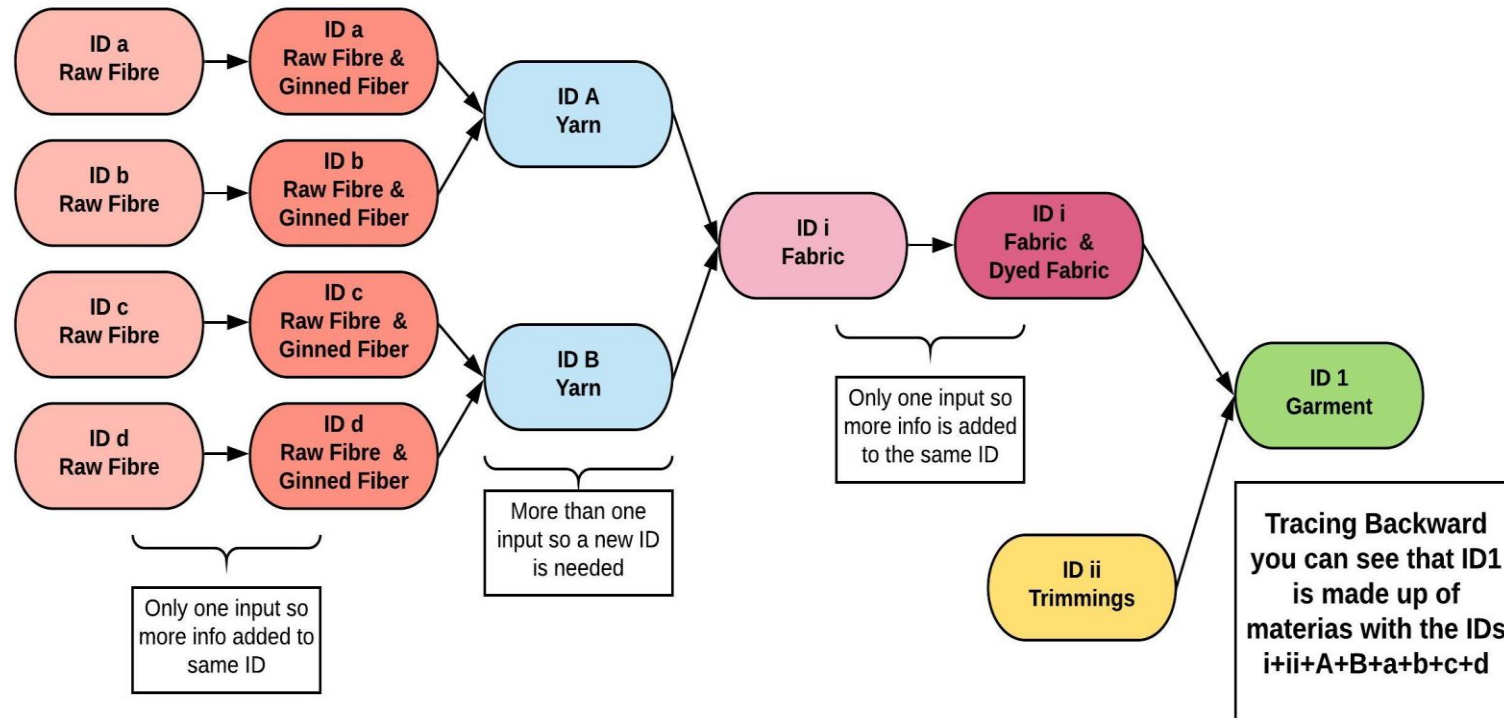 ID a
Raw Fibre
ID a
Raw Fibre &
Ginned Fiber
ID b
Raw Fibre
ID b
Raw Fibre &
Ginned Fiber
ID c
Raw Fibre
ID c
Raw Fibre &
Ginned Fiber
ID d
Raw Fibre
ID d
Raw Fibre &
Ginned Fiber
Only one input so
more info added to
same ID
ID A
Yarn
ID B
Yarn
More than one
input so a new ID
is needed
ID i
Fabric
ID i
Fabric &
Dyed Fabric
Only one input so
more info is added
to the same ID
ID ii
Trimmings
ID 1
Garment
Tracing Backward
you can see that ID1
is made up of
materias with the IDs
i+ii+A+B+a+b+c+d